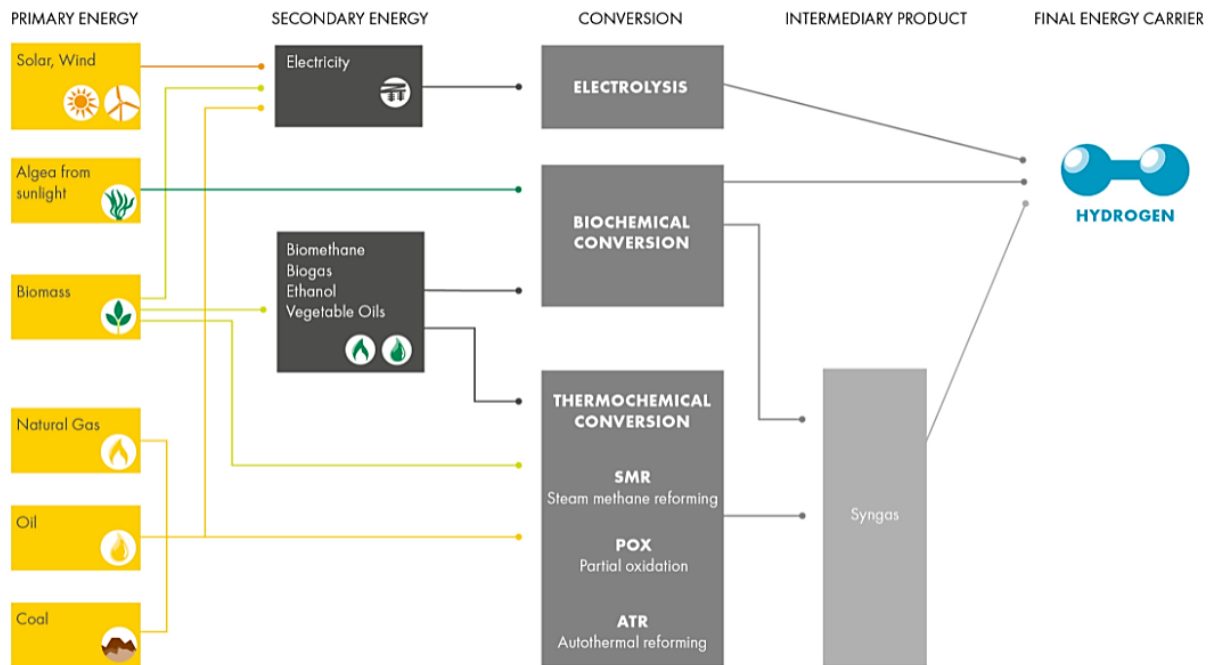 PRIMARY ENERGY
SECONDARY ENERGY
CONVERSION
INTERMEDIARY PRODUCT
FINAL ENERGY CARRIER
Solar, Wind
Electricity
ELECTROLYSIS
Algea from
sunlight
BIOCHEMICAL
CONVERSION
HYDROGEN
Biomass
Biomethane
Biogas
Ethanol
Vegetable Oils
THERMOCHEMICAL
CONVERSION
Natural Gas
SMR
Steam methane reforming
Oil
POX
Partial oxidation
Syngas
Coal
ATR
Autothermal reforming